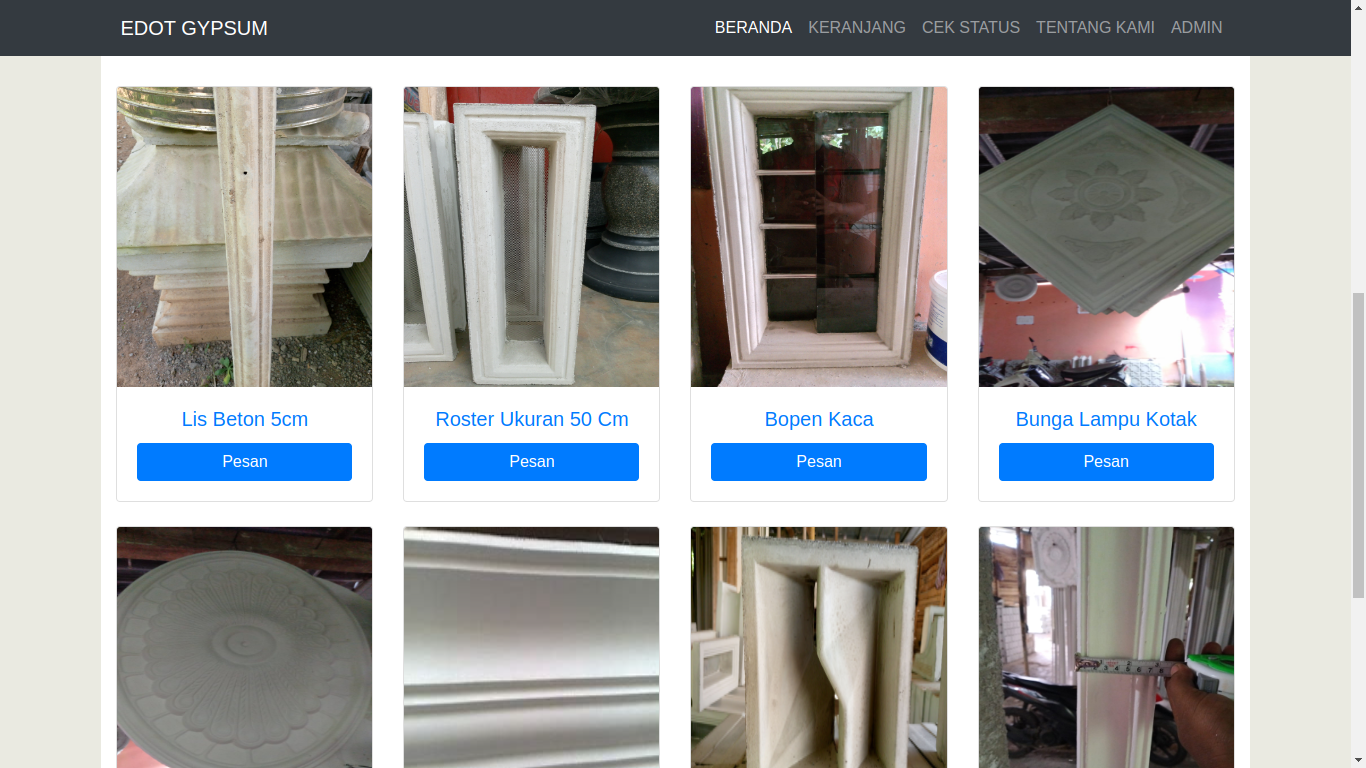 EDOT GYPSUM
BERANDA KERANJANG CEK STATUS TENTANG KAMI ADMIN
Lis Beton 5cm
Pesan
Roster Ukuran 50 Cm
Pesan
Bopen Kaca
Pesan
Bunga Lampu Kotak
Pesan